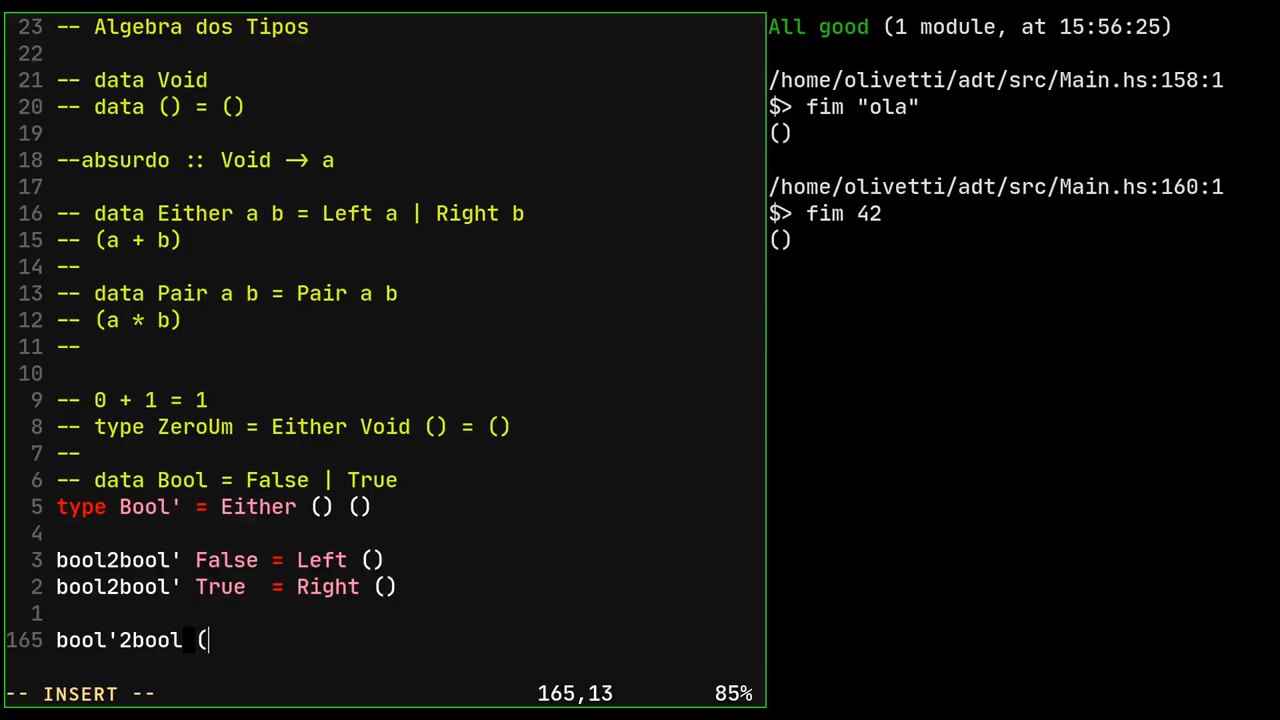 23 -- Algebra dos Tipos
22
21 -- data Void
20 -- data () = ()
19
18 --absurdo :: Void -> a
17
16 -- data Either a b = Left a | Right b
15 -- (a + b)
14 --
13 -- data Pair a b = Pair a b
12 -- (a * b)
11 --
10
9 -- 0 + 1 = 1
8 -- type ZeroUm = Either Void () = ()
7 --
6 -- data Bool = False | True
5 type Bool' = Either () ()
4
3 bool2bool' False = Left ()
2 bool2bool' True  = Right ()
1
165 bool'2bool (
-- INSERT -- 165,13 85%
All good (1 module, at 15:56:25)
/home/olivetti/adt/src/Main.hs:158:1
$> fim "ola"
()
/home/olivetti/adt/src/Main.hs:160:1
$> fim 42
()